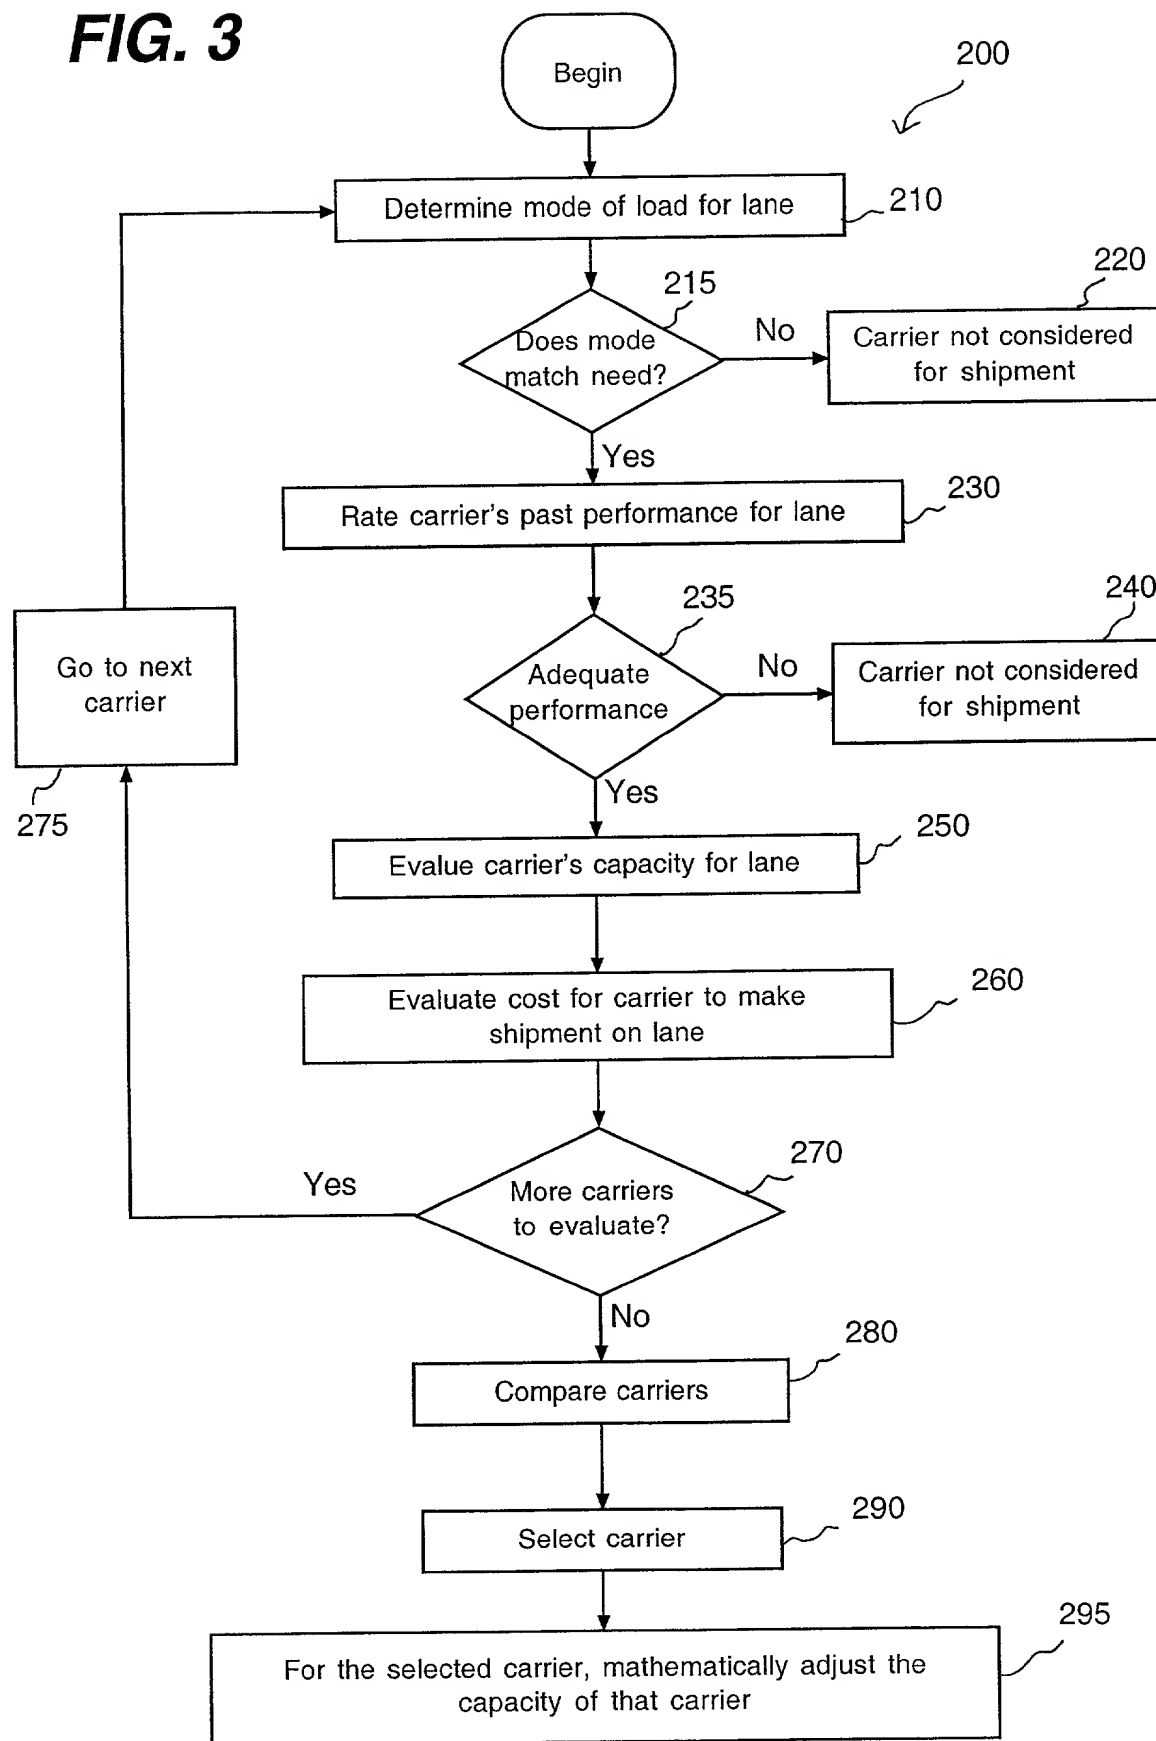 FIG. 3
Begin
200
Determine mode of load for lane
210
215
220
Does mode
match need?
No
Carrier not considered
for shipment
Yes
230
Rate carrier's past performance for lane
235
240
Adequate
performance
No
Carrier not considered
for shipment
Go to next
carrier
275
Yes
250
Evalue carrier's capacity for lane
260
Evaluate cost for carrier to make
shipment on lane
270
Yes
More carriers
to evaluate?
No
280
Compare carriers
290
Select carrier
295
For the selected carrier, mathematically adjust the
capacity of that carrier